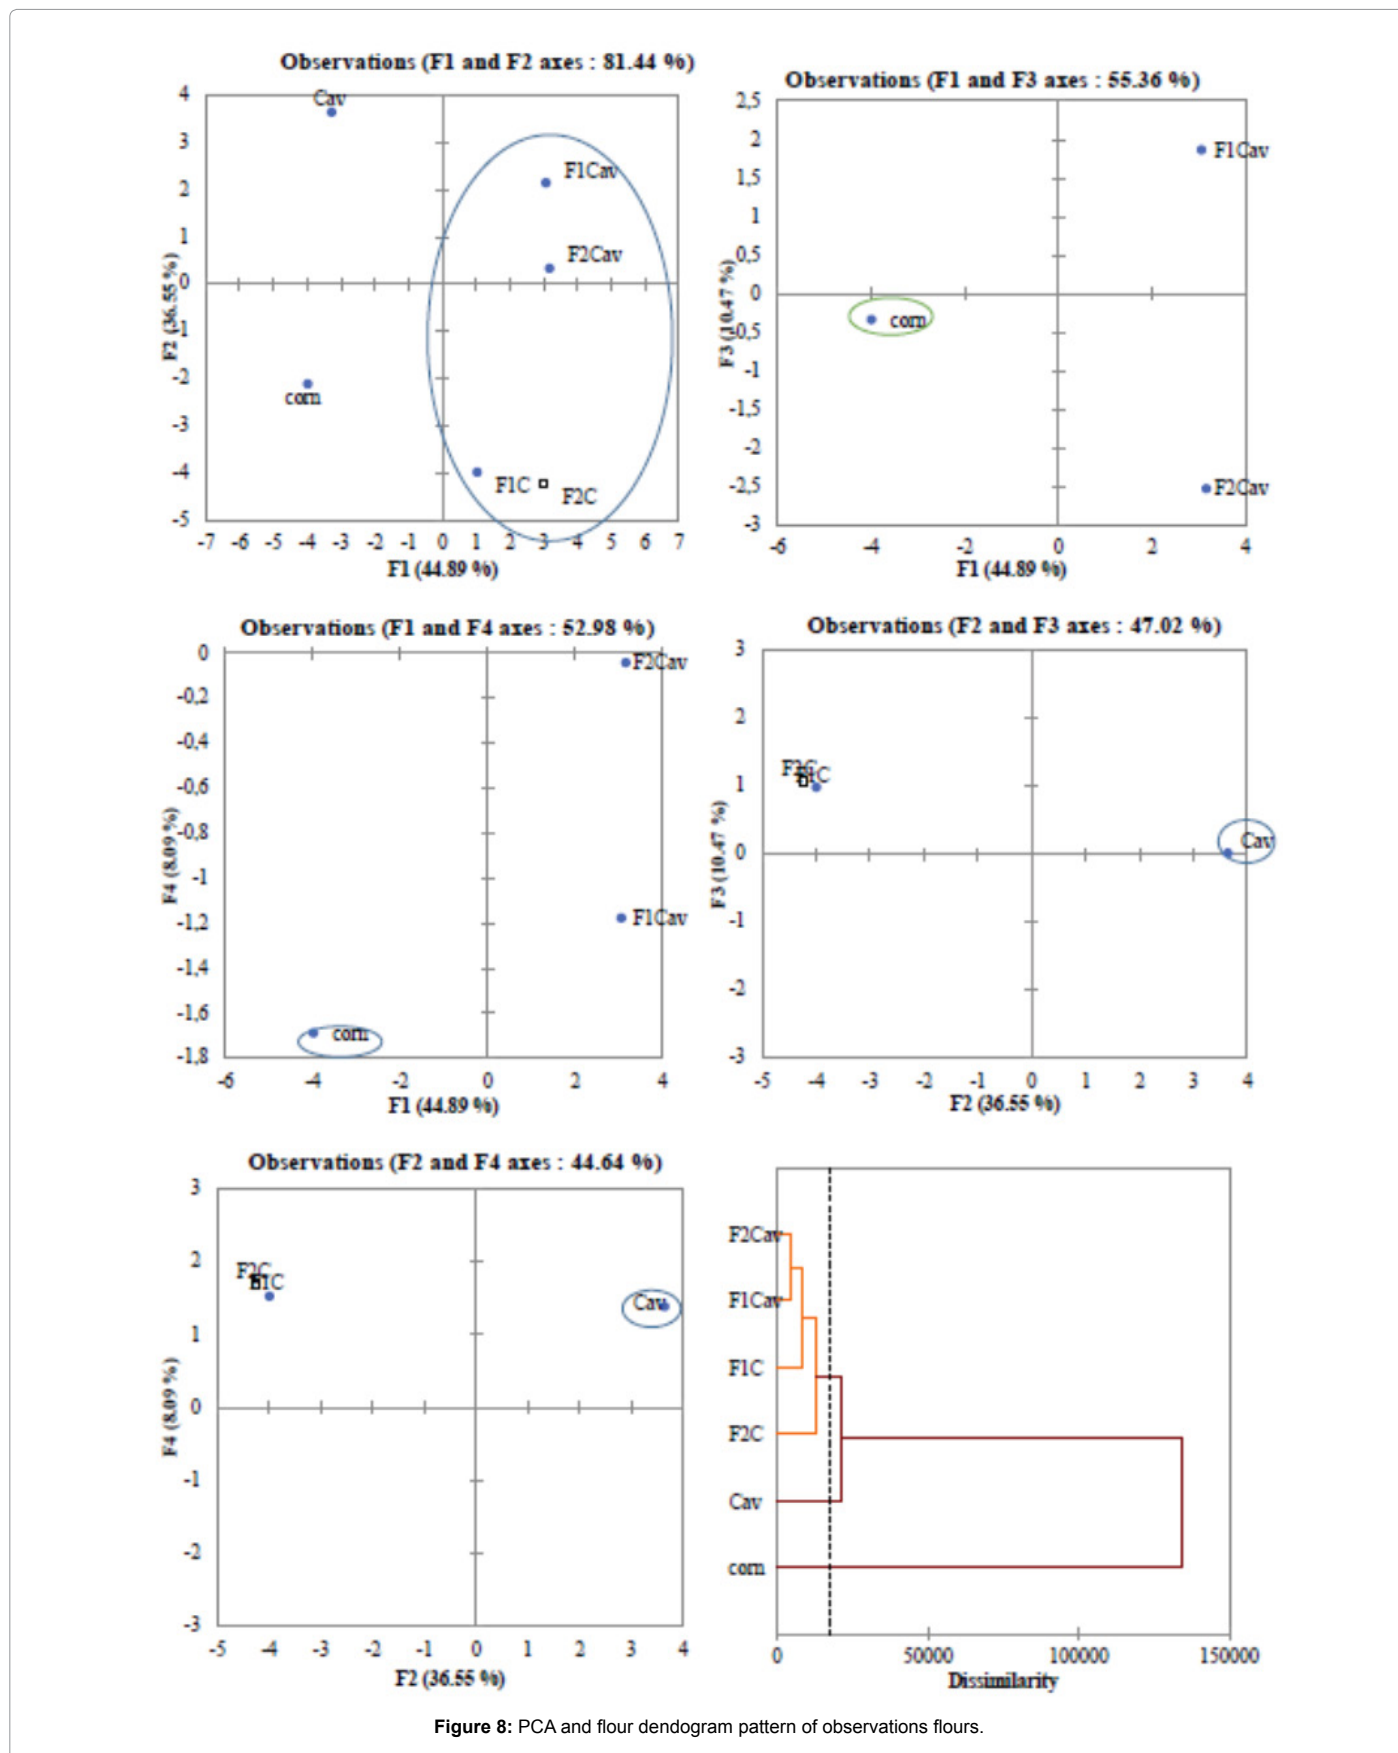 Observations (F1 and F2 axes : 81.44 %)
4
3
2
1
0
-1
-2
-3
-4
-5
F2 (36.55 %)
Cav
F1Cav
F2Cav
corn
F1C
F2C
-7 -6 -5 -4 -3 -2 -1 0 1 2 3 4 5 6 7
F1 (44.89 %)
Observations (F1 and F3 axes : 55.36 %)
2,5
2
1,5
1
0,5
0
-0,5
-1
-1,5
-2
-2,5
-3
F3 (10.47 %)
F1Cav
corn
F2Cav
-6 -4 -2 0 2 4
F1 (44.89 %)
Observations (F1 and F4 axes : 52.98 %)
0
-0,2
-0,4
-0,6
-0,8
-1
-1,2
-1,4
-1,6
-1,8
F4 (8.09 %)
F2Cav
F1Cav
corn
-6 -4 -2 0 2 4
F1 (44.89 %)
Observations (F2 and F3 axes : 47.02 %)
3
2
1
0
-1
-2
-3
F3 (10.47 %)
F2C
F1C
Cav
-5 -4 -3 -2 -1 0 1 2 3 4
F2 (36.55 %)
Observations (F2 and F4 axes : 44.64 %)
3
2
1
0
-1
-2
-3
F4 (8.09 %)
F2C
F1C
Cav
-5 -4 -3 -2 -1 0 1 2 3 4
F2 (36.55 %)
F2Cav
F1Cav
F1C
F2C
Cav
corn
0 50000 100000 150000
Dissimilarity
Figure 8: PCA and flour dendogram pattern of observations flours.